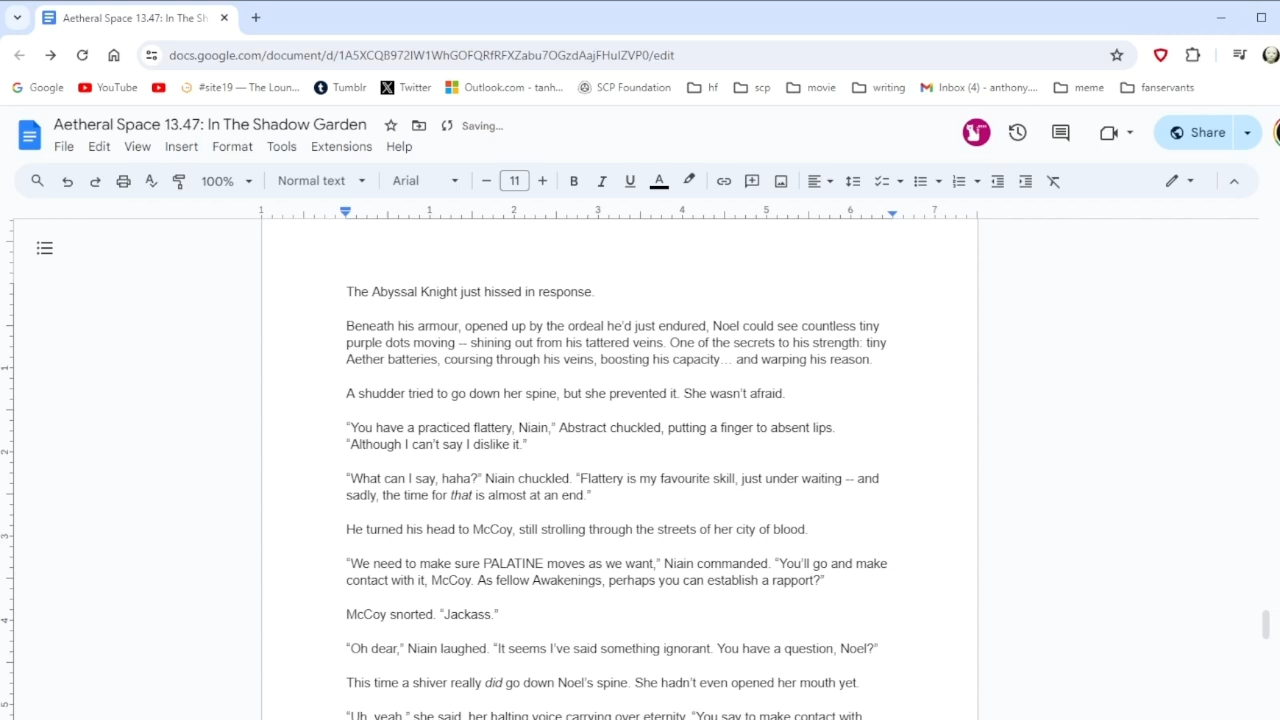 Aetheral Space 13.47: In The Sh
docs.google.com/document/d/1A5XCQB972IW1WhGOFQRfRFXZabu7OGzdAajFHulZVP0/edit
Google YouTube #site19 — The Loun... Tumblr Twitter Outlook.com - tanh... SCP Foundation hf scp movie writing Inbox (4) - anthony.... meme fanservants
Aetheral Space 13.47: In The Shadow Garden Saving...
File Edit View Insert Format Tools Extensions Help
Share
100% Normal text Arial 11 B I U A
1 1 2 3 4 5 6 7
The Abyssal Knight just hissed in response.
Beneath his armour, opened up by the ordeal he’d just endured, Noel could see countless tiny
purple dots moving -- shining out from his tattered veins. One of the secrets to his strength: tiny
Aether batteries, coursing through his veins, boosting his capacity… and warping his reason.
1
A shudder tried to go down her spine, but she prevented it. She wasn’t afraid.
“You have a practiced flattery, Niain,” Abstract chuckled, putting a finger to absent lips.
“Although I can’t say I dislike it.”
2
“What can I say, haha?” Niain chuckled. “Flattery is my favourite skill, just under waiting -- and
sadly, the time for that is almost at an end.”
He turned his head to McCoy, still strolling through the streets of her city of blood.
3
“We need to make sure PALATINE moves as we want,” Niain commanded. “You’ll go and make
contact with it, McCoy. As fellow Awakenings, perhaps you can establish a rapport?”
McCoy snorted. “Jackass.”
4
“Oh dear,” Niain laughed. “It seems I’ve said something ignorant. You have a question, Noel?”
This time a shiver really did go down Noel’s spine. She hadn’t even opened her mouth yet.
5
“Uh, yeah,” she said, her halting voice carrying over eternity. “You say to make contact with